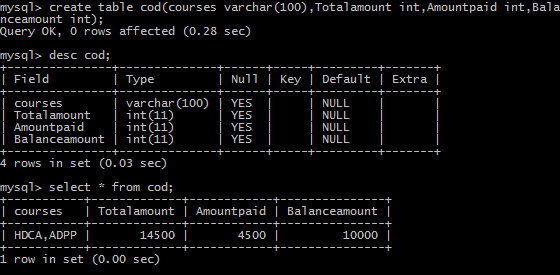 mysql> create table cod(courses varchar(100),Totalamount int,Amountpaid int,Bala
nceamount int);
Query OK, 0 rows affected (0.28 sec)
mysql> desc cod;
+---------------+--------------+------+-----+---------+-------+
| Field         | Type         | Null | Key | Default | Extra |
+---------------+--------------+------+-----+---------+-------+
| courses       | varchar(100) | YES  |     | NULL    |       |
| Totalamount   | int(11)      | YES  |     | NULL    |       |
| Amountpaid    | int(11)      | YES  |     | NULL    |       |
| Balanceamount | int(11)      | YES  |     | NULL    |       |
+---------------+--------------+------+-----+---------+-------+
4 rows in set (0.03 sec)
mysql> select * from cod;
+-----------+-------------+------------+---------------+
| courses   | Totalamount | Amountpaid | Balanceamount |
+-----------+-------------+------------+---------------+
| HDCA,ADPP |       14500 |       4500 |         10000 |
+-----------+-------------+------------+---------------+
1 row in set (0.00 sec)